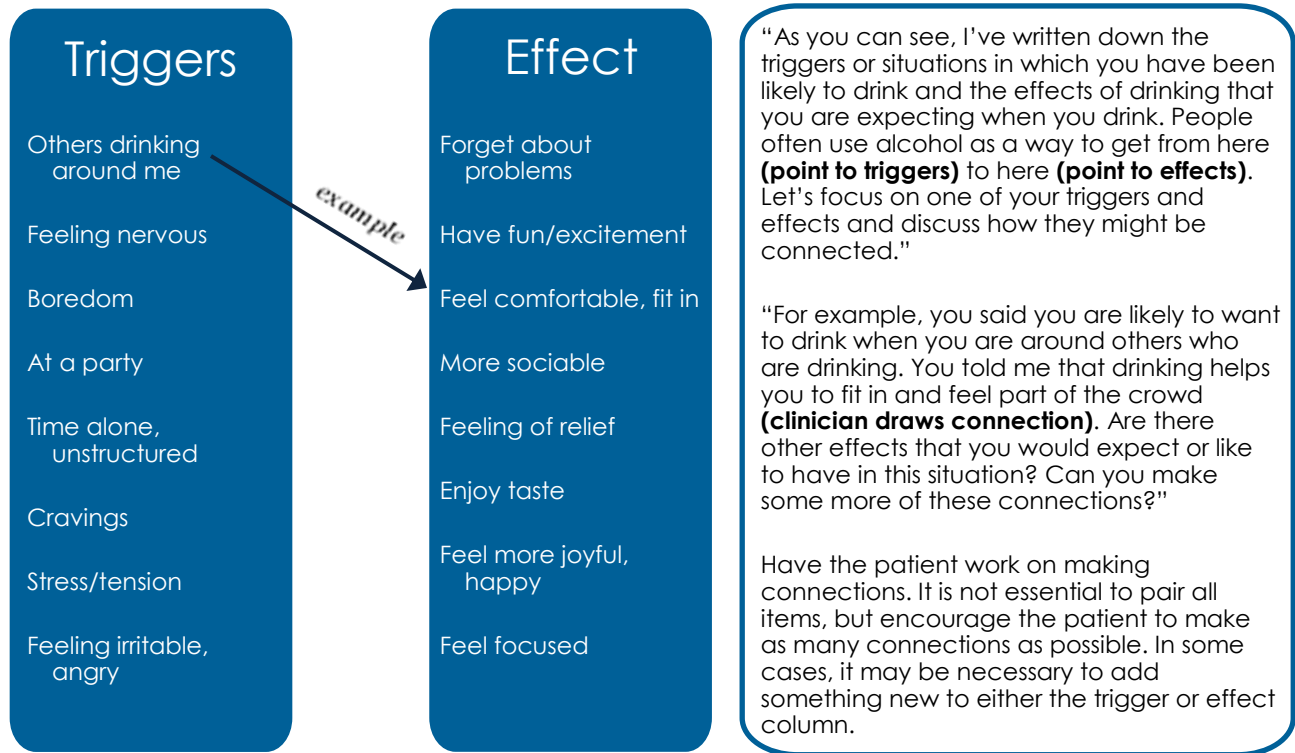 Triggers
Others drinking
around me
Feeling nervous
Boredom
At a party
Time alone,
unstructured
Cravings
Stress/tension
Feeling irritable,
angry
example
Effect
Forget about
problems
Have fun/excitement
Feel comfortable, fit in
More sociable
Feeling of relief
Enjoy taste
Feel more joyful,
happy
Feel focused
“As you can see, I’ve written down the
triggers or situations in which you have been
likely to drink and the effects of drinking that
you are expecting when you drink. People
often use alcohol as a way to get from here
(point to triggers) to here (point to effects).
Let’s focus on one of your triggers and
effects and discuss how they might be
connected.”
“For example, you said you are likely to want
to drink when you are around others who
are drinking. You told me that drinking helps
you to fit in and feel part of the crowd
(clinician draws connection). Are there
other effects that you would expect or like
to have in this situation? Can you make
some more of these connections?”
Have the patient work on making
connections. It is not essential to pair all
items, but encourage the patient to make
as many connections as possible. In some
cases, it may be necessary to add
something new to either the trigger or effect
column.